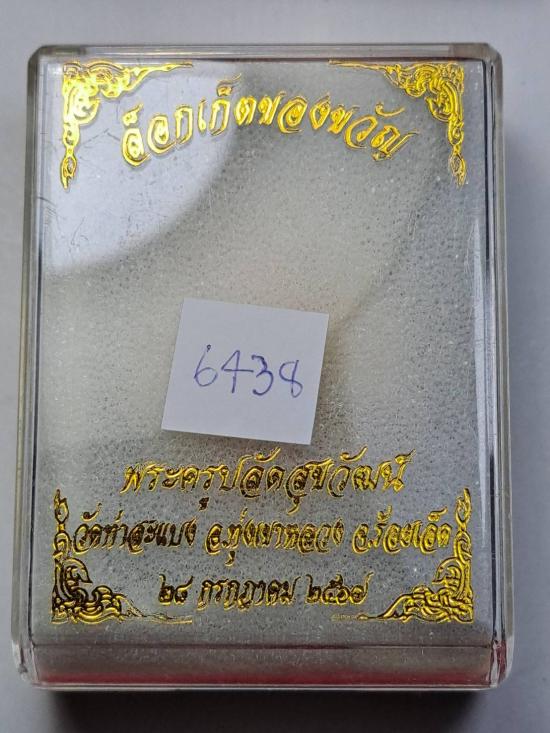 ล็อกเก็ตของขวัญ
6438
พระครูปลัดสุขวัฒน์
วัดท่าสะแบง อ.ทุ่งเขาหลวง จ.ร้อยเอ็ด
๒๘ กรกฎาคม ๒๕๖๗